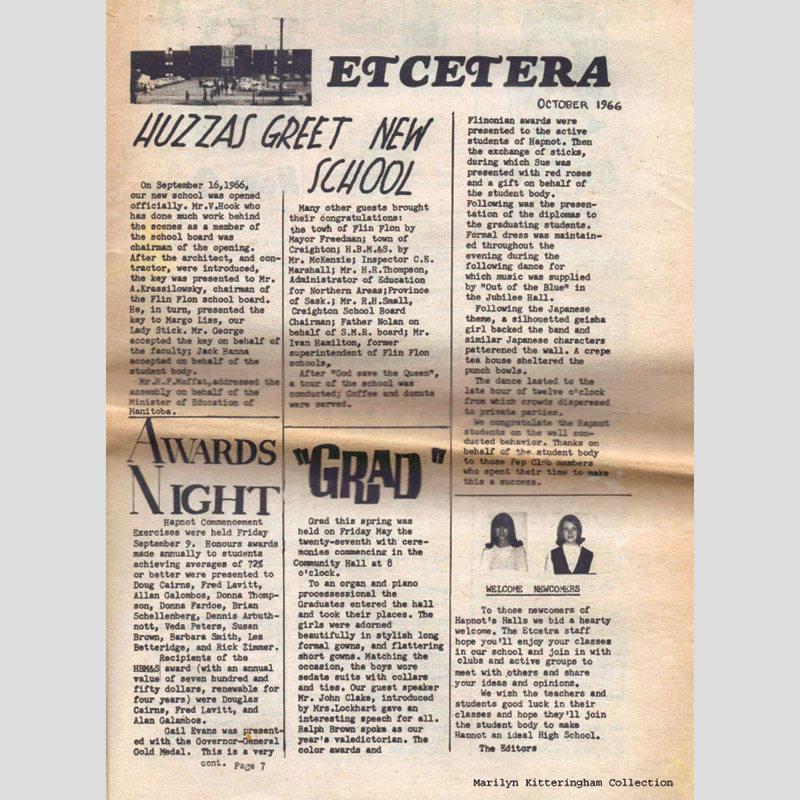 ETCETERA
OCTOBER 1966
HUZZAS GREET NEW
SCHOOL
On September 16,1966,
our new school was opened
officially. Mr.V.Hook who
has done much work behind
the scenes as a member of
the school board was
chairman of the opening.
After the architect, and con-
tractor, were introduced,
the key was presented to Mr.
A.Krassilowsky, chairman of
the Flin Flon school board.
He, in turn, presented the
key to Margo Liss, our
Lady Stick. Mr. George
accepted the key on behalf of
the faculty; Jack Hanna
accepted on behalf of the
student body.
Mr.H.P.Moffat,addressed the
assembly on behalf of the
Minister of Education of
Manitoba.
Many other guests brought
their congratulations:
the town of Flin Flon by
Mayor Freedman; town of
Creighton; H.B.M.&S. by
Mr. McKenzie; Inspector C.E.
Marshall; Mr. H.R.Thompson,
Administrator of Education
for Northern Areas;Province
of Sask.; Mr. R.H.Small,
Creighton School Board
Chairman; Father Nolan on
behalf of S.M.R. board; Mr.
Ivan Hamilton, former
superintendent of Flin Flon
schools,
After "God save the Queen",
a tour of the school was
conducted; Coffee and donuts
were served.
AWARDS
NIGHT
Hapnot Commencement
Exercises were held Friday
September 9. Honours awards
made annually to students
achieving averages of 72%
or better were presented to
Doug Cairns, Fred Lavitt,
Allan Galombos, Donna Thomp-
son, Donna Fardoe, Brian
Schellenberg, Dennis Arbuth-
nott, Veda Peters, Susan
Brown, Barbara Smith, Les
Betteridge, and Rick Zimmer.
Recipients of the
HBM&S award (with an annual
value of seven hundred and
fifty dollars, renewable for
four years) were Douglas
Cairns, Fred Lavitt, and
Alan Galambos.
Gail Evans was present-
ed with the Governor-General
Gold Medal. This is a very
cont. Page 7
"GRAD"
Grad this spring was
held on Friday May the
twenty-seventh with cere-
monies commencing in the
Community Hall at 8
o'clock.
To an organ and piano
processessional the
Graduates entered the hall
and took their places. The
girls were adorned
beautifully in stylish long
formal gowns, and flattering
short gowns. Matching the
occasion, the boys wore
sedate suits with collars
and ties. Our guest speaker
Mr. John Clake, introduced
by Mrs.Lockhart gave an
interesting speech for all.
Ralph Brown spoke as our
year's valedictorian. The
color awards and
Flinonian awards were
presented to the active
students of Hapnot. Then
the exchange of sticks,
during which Sue was
presented with red roses
and a gift on behalf of
the student body.
Following was the presen-
tation of the diplomas to
the graduating students.
Formal dress was maintain-
ed throughout the
evening during the
following dance for
which music was supplied
by "Out of the Blue" in
the Jubilee Hall.
Following the Japanese
theme, a silhouetted geisha
girl backed the band and
similar Japanese characters
patterened the wall. A crepe
tea house sheltered the
punch bowls.
The dance lasted to the
late hour of twelve o'clock
from which crowds disperesed
to private parties.
We congratulate the Hapnot
students on the well con-
ducted behavior. Thanks on
behalf of the student body
to those Pep Club members
who spent their time to make
this a success.
WELCOME NEWCOMERS
To those newcomers of
Hapnot's Halls we bid a hearty
welcome. The Etcetra staff
hope you'll enjoy your classes
in our school and join in with
clubs and active groups to
meet with others and share
your ideas and opinions.
We wish the teachers and
students good luck in their
classes and hope they'll join
the student body to make
Hapnot an ideal High School.
The Editors
Marilyn Kitteringham Collection